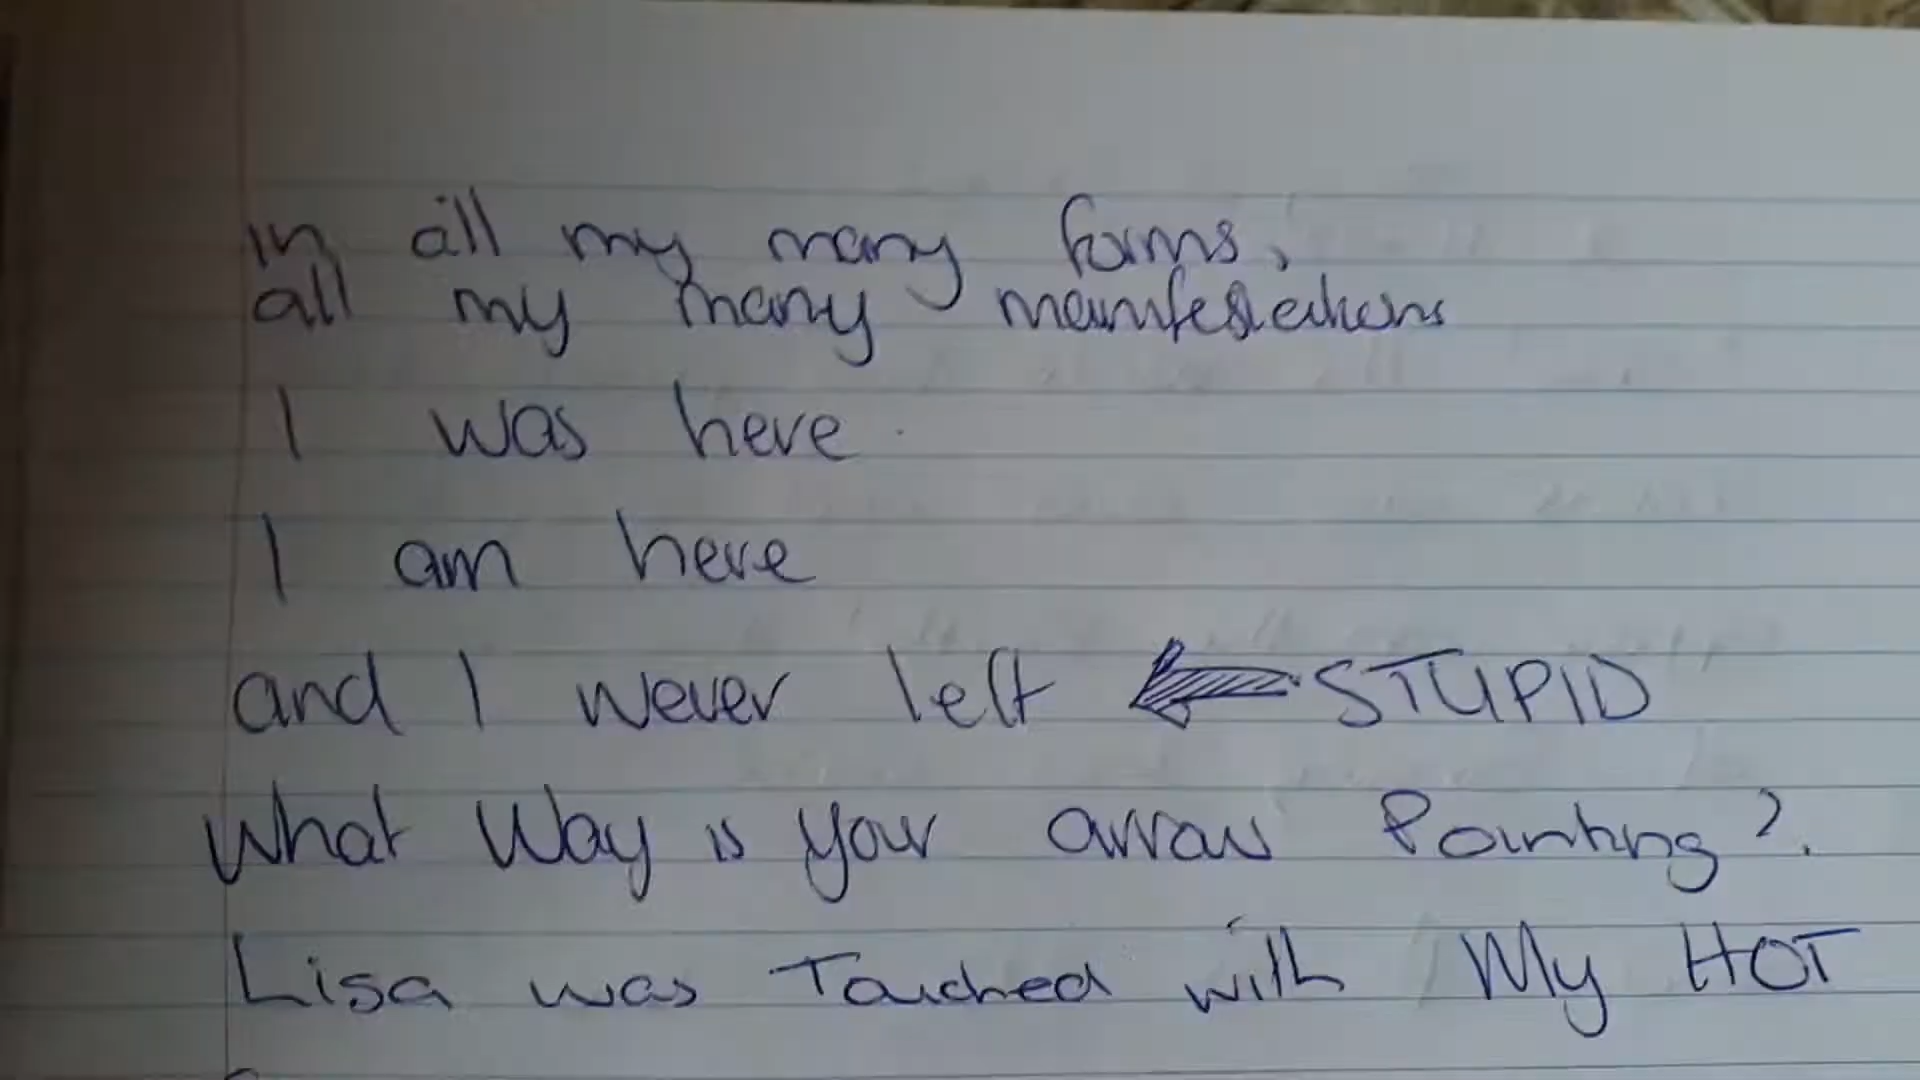 in all my many forms,
all my many manifestations
I was here
I am here
and I never left STUPID
What Way is your arrow Pointing?
Lisa was Touched with My HOT